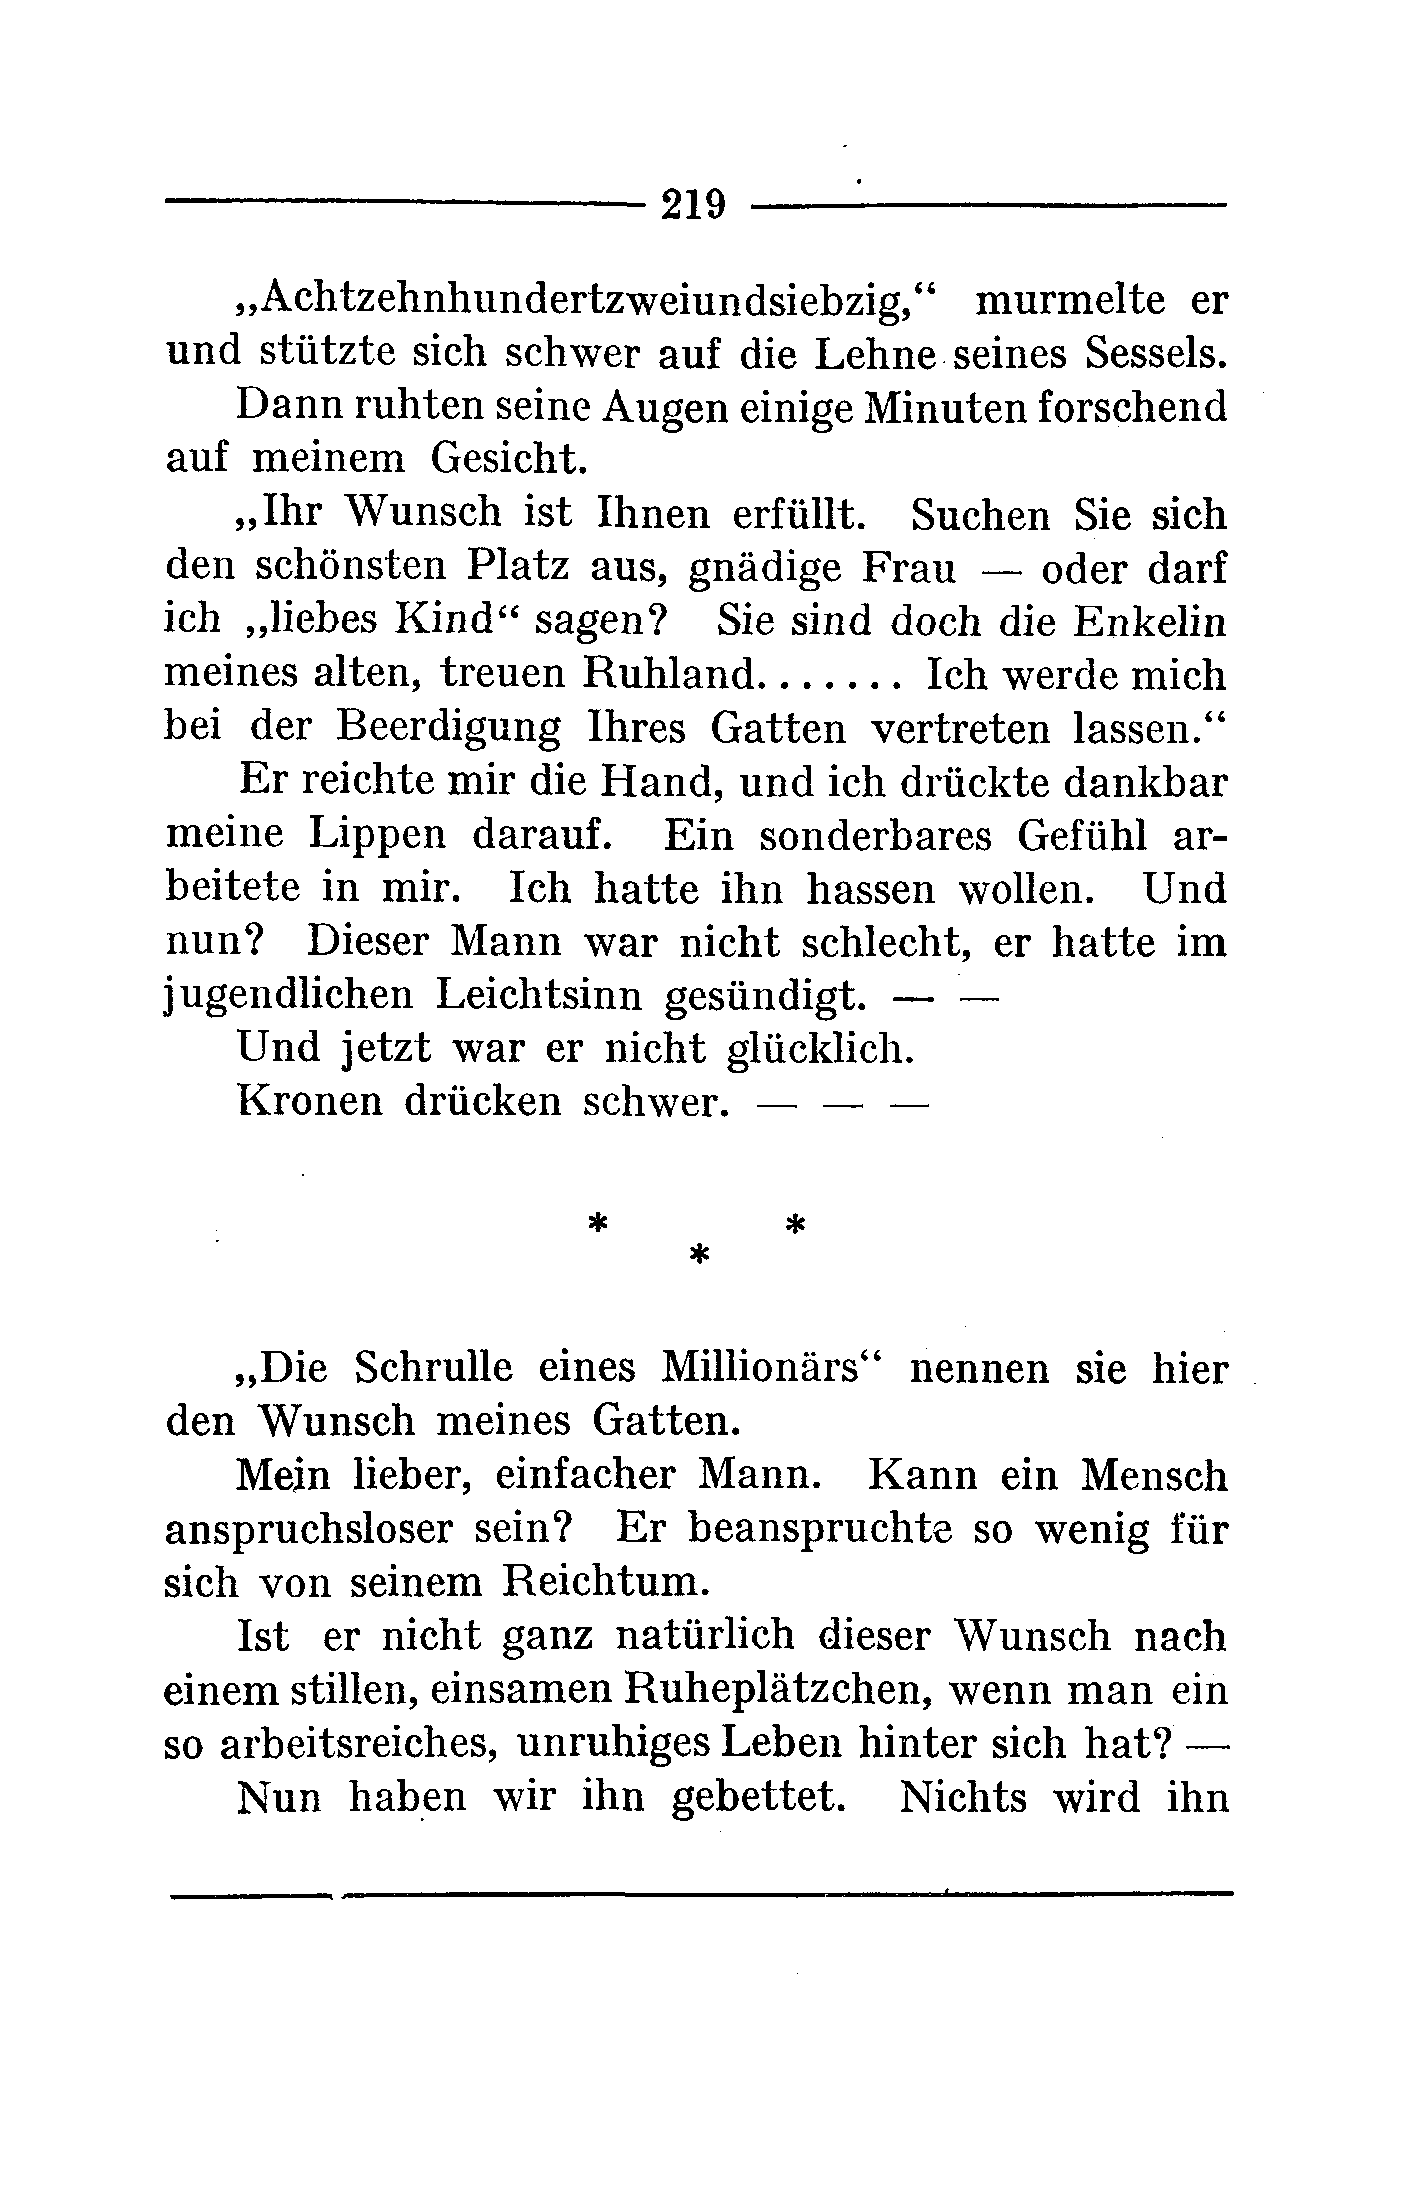 219
„Achtzehnhundertzweiundsiebzig,“ murmelte er
und stützte sich schwer auf die Lehne seines Sessels.
Dann ruhten seine Augen einige Minuten forschend
auf meinem Gesicht.
„Ihr Wunsch ist Ihnen erfüllt. Suchen Sie sich
den schönsten Platz aus, gnädige Frau — oder darf
ich „liebes Kind“ sagen? Sie sind doch die Enkelin
meines alten, treuen Ruhland....... Ich werde mich
bei der Beerdigung Ihres Gatten vertreten lassen.“
Er reichte mir die Hand, und ich drückte dankbar
meine Lippen darauf. Ein sonderbares Gefühl ar-
beitete in mir. Ich hatte ihn hassen wollen. Und
nun? Dieser Mann war nicht schlecht, er hatte im
jugendlichen Leichtsinn gesündigt. — —
Und jetzt war er nicht glücklich.
Kronen drücken schwer. — — —
* *
*
„Die Schrulle eines Millionärs“ nennen sie hier
den Wunsch meines Gatten.
Mein lieber, einfacher Mann. Kann ein Mensch
anspruchsloser sein? Er beanspruchte so wenig für
sich von seinem Reichtum.
Ist er nicht ganz natürlich dieser Wunsch nach
einem stillen, einsamen Ruheplätzchen, wenn man ein
so arbeitsreiches, unruhiges Leben hinter sich hat? —
Nun haben wir ihn gebettet. Nichts wird ihn